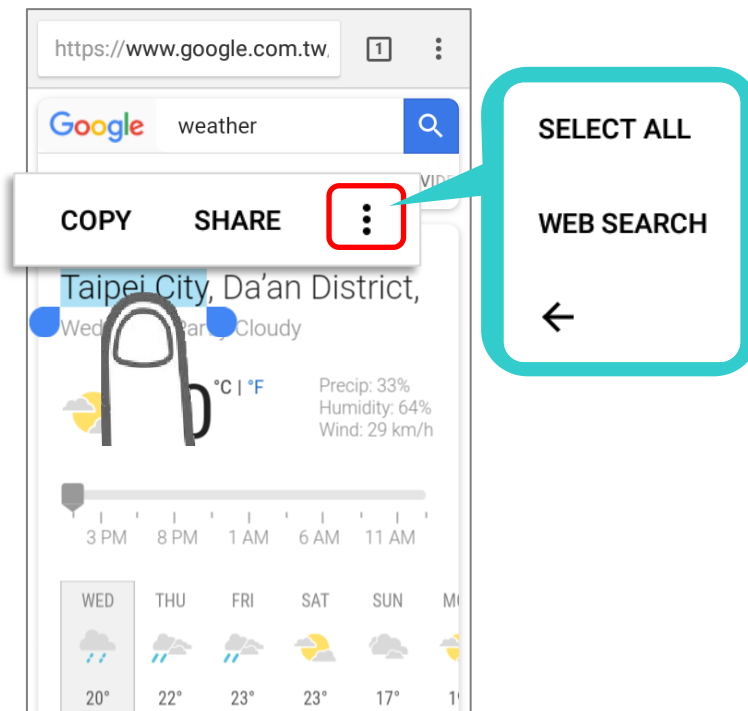 https://www.google.com.tw
1
Google weather
COPY SHARE
SELECT ALL
WEB SEARCH
Taipei City, Da'an District,
Cloudy
°C | °F
Precip: 33%
Humidity: 64%
Wind: 29 km/h
3 PM 8 PM 1 AM 6 AM 11 AM
WED THU FRI SAT SUN
20° 22° 23° 23° 17°